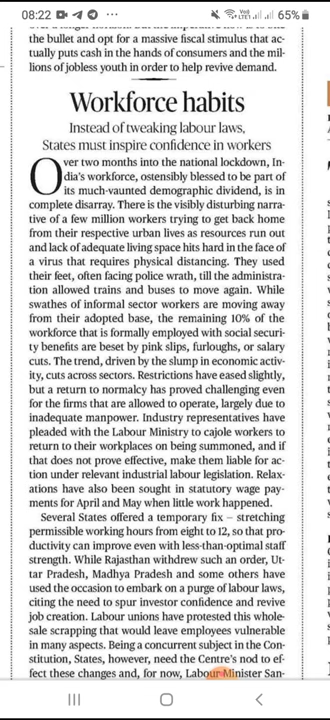 08:22 65%
the bullet and opt for a massive fiscal stimulus that ac-
tually puts cash in the hands of consumers and the mil-
lions of jobless youth in order to help revive demand.
Workforce habits
Instead of tweaking labour laws,
States must inspire confidence in workers
Over two months into the national lockdown, In-
dia's workforce, ostensibly blessed to be part of
its much-vaunted demographic dividend, is in
complete disarray. There is the visibly disturbing narra-
tive of a few million workers trying to get back home
from their respective urban lives as resources run out
and lack of adequate living space hits hard in the face of
a virus that requires physical distancing. They used
their feet, often facing police wrath, till the administra-
tion allowed trains and buses to move again. While
swathes of informal sector workers are moving away
from their adopted base, the remaining 10% of the
workforce that is formally employed with social securi-
ty benefits are beset by pink slips, furloughs, or salary
cuts. The trend, driven by the slump in economic activ-
ity, cuts across sectors. Restrictions have eased slightly,
but a return to normalcy has proved challenging even
for the firms that are allowed to operate, largely due to
inadequate manpower. Industry representatives have
pleaded with the Labour Ministry to cajole workers to
return to their workplaces on being summoned, and if
that does not prove effective, make them liable for ac-
tion under relevant industrial labour legislation. Relax-
ations have also been sought in statutory wage pay-
ments for April and May when little work happened.
Several States offered a temporary fix – stretching
permissible working hours from eight to 12, so that pro-
ductivity can improve even with less-than-optimal staff
strength. While Rajasthan withdrew such an order, Ut-
tar Pradesh, Madhya Pradesh and some others have
used the occasion to embark on a purge of labour laws,
citing the need to spur investor confidence and revive
job creation. Labour unions have protested this whole-
sale scrapping that would leave employees vulnerable
in many aspects. Being a concurrent subject in the Con-
stitution, States, however, need the Centre's nod to ef-
fect these changes and, for now, Labour Minister San-